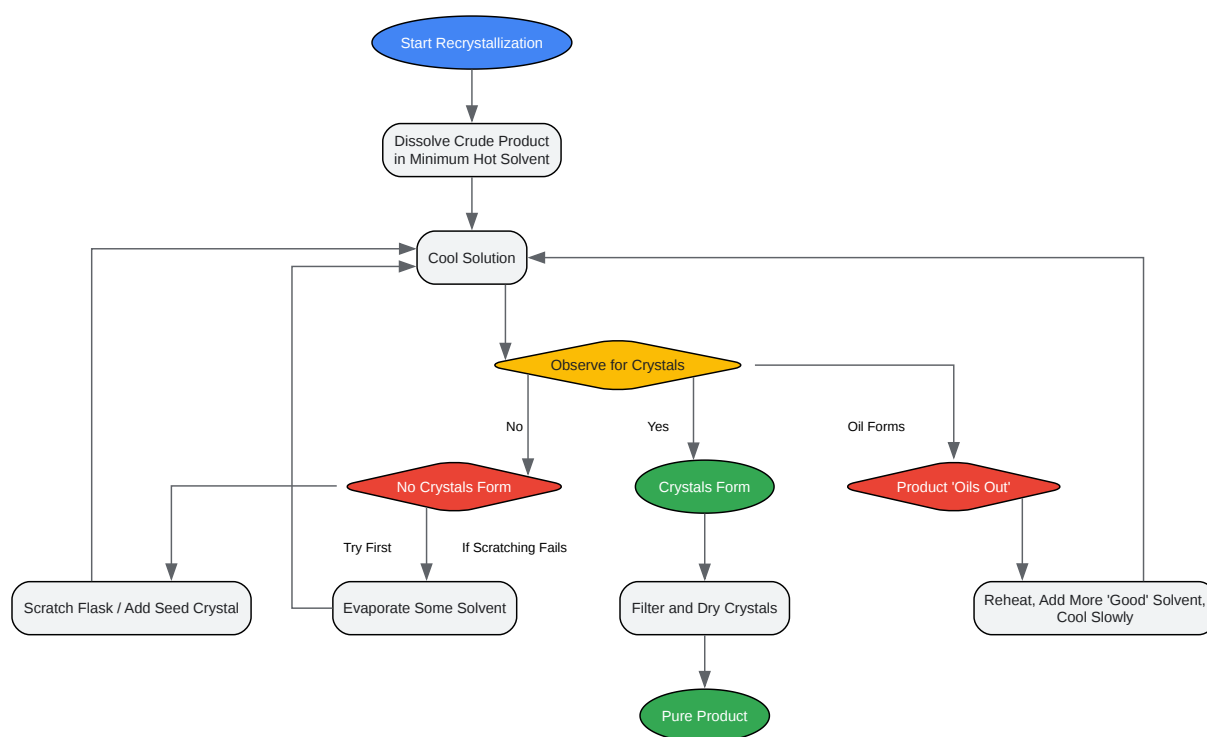 Start Recrystallization
Dissolve Crude Product
in Minimum Hot Solvent
Cool Solution
Observe for Crystals
No
Yes
Oil Forms
No Crystals Form
Crystals Form
Product 'Oils Out'
Try First
If Scratching Fails
Scratch Flask / Add Seed Crystal
Evaporate Some Solvent
Filter and Dry Crystals
Reheat, Add More 'Good' Solvent,
Cool Slowly
Pure Product